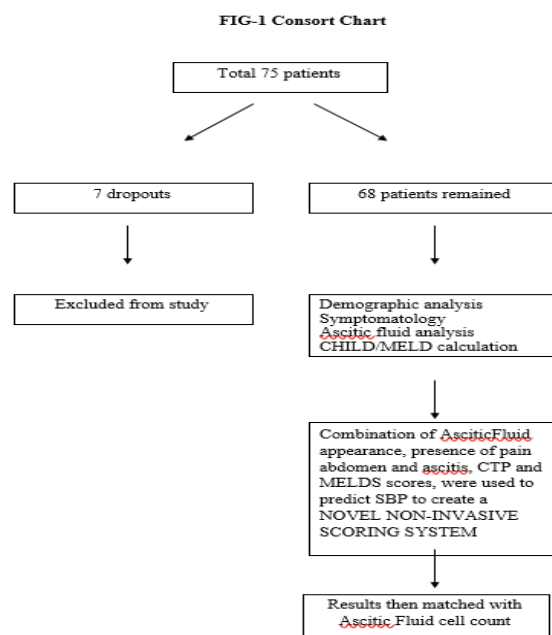 FIG-1 Consort Chart
Total 75 patients
7 dropouts
68 patients remained
Excluded from study
Demographic analysis
Symptomatology
Ascitic fluid analysis
CHILD/MELD calculation
Combination of AsciticFluid
appearance, presence of pain
abdomen and ascitis, CTP and
MELDS scores, were used to
predict SBP to create a
NOVEL NON-INVASIVE
SCORING SYSTEM
Results then matched with
Ascitic Fluid cell count